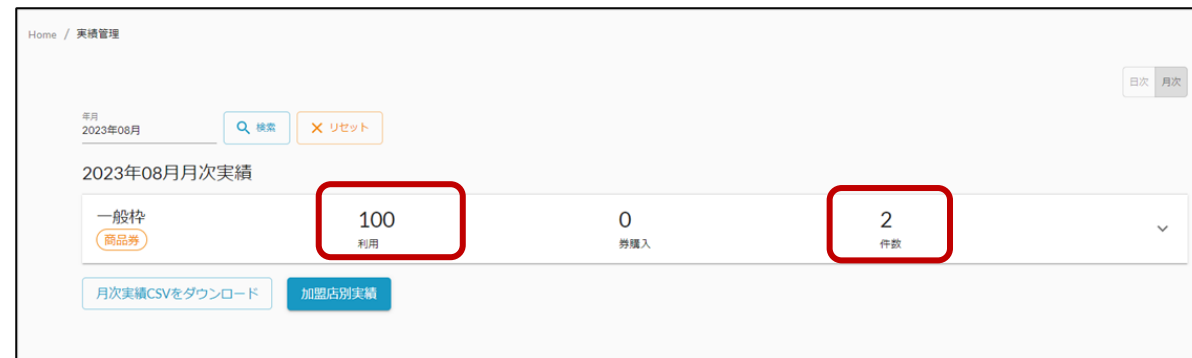 Home / 実績管理
日次 月次
年月
2023年08月
検索
リセット
2023年08月月次実績
一般枠
商品券
100
利用
0
券購入
2
件数
月次実績CSVをダウンロード
加盟店別実績